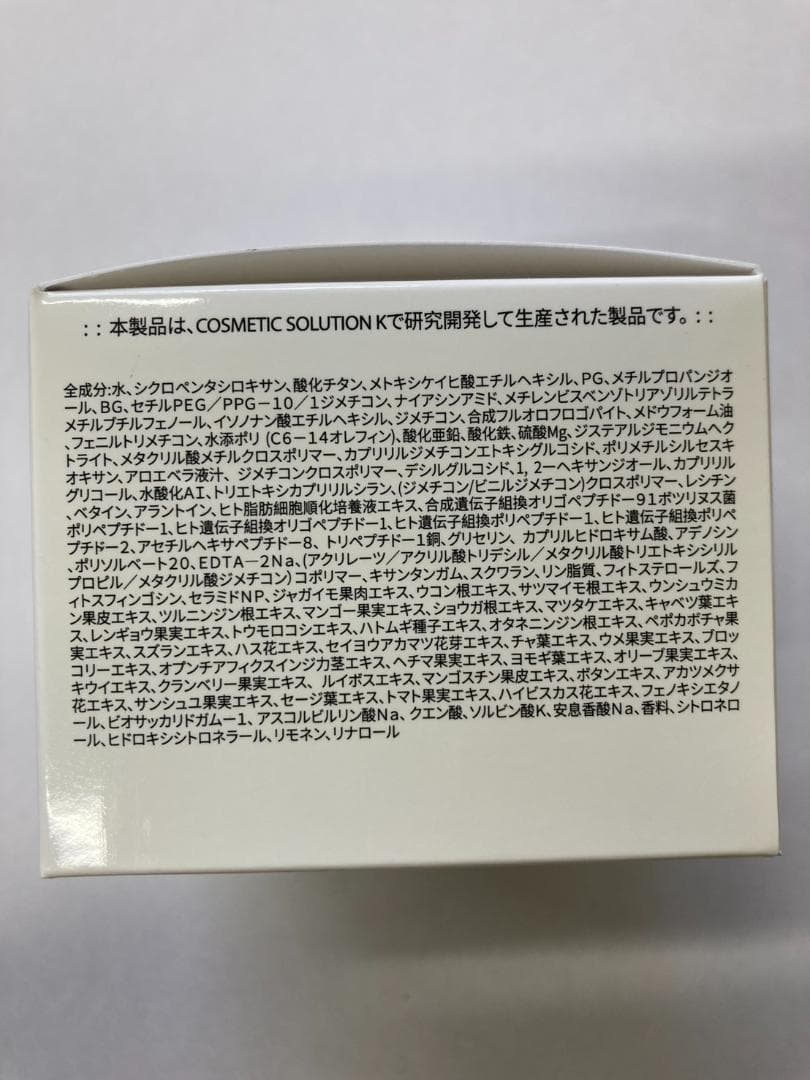 :: 本製品は、COSMETIC SOLUTION Kで研究開発して生産された製品です。::
全成分:水、シクロペンタシロキサン、酸化チタン、メトキシケイヒ酸エチルヘキシル、PG、メチルプロパンジオ
ール、BG、セチルPEG/PPG-10/1ジメチコン、ナイアシンアミド、メチレンビスベンゾトリアゾリルテトラ
メチルブチルフェノール、イソノナン酸エチルヘキシル、ジメチコン、合成フルオロフロゴパイト、メドウフォーム油
、フェニルトリメチコン、水添ポリ (C6-14オレフィン)、酸化亜鉛、酸化鉄、硫酸Mg、ジステアルジモニウムヘク
トライト、メタクリル酸メチルクロスポリマー、カプリリルジメチコンエトキシグルコシド、ポリメチルシルセスキ
オキサン、アロエベラ液汁、ジメチコンクロスポリマー、デシルグルコシド、1, 2-ヘキサンジオール、カプリリル
グリコール、水酸化AI、トリエトキシカプリリルシラン、(ジメチコン/ビニルジメチコン)クロスポリマー、レシチン
、ベタイン、アラントイン、ヒト脂肪細胞順化培養液エキス、合成遺伝子組換オリゴペプチドー91ボツリヌス菌
ポリペプチドー1、ヒト遺伝子組換オリゴペプチドー1、ヒト遺伝子組換ポリペプチドー1、ヒト遺伝子組換ポリペ
プチドー2、アセチルヘキサペプチドー8、トリペプチドー1銅、グリセリン、カプリルヒドロキサム酸、アデノシン
、ポリソルベート20、EDTA-2Na、(アクリレーツ/アクリル酸トリデシル/メタクリル酸トリエトキシシリル
プロピル/メタクリル酸ジメチコン)コポリマー、キサンタンガム、スクワラン、リン脂質、フィトステロールズ、フ
ィトスフィンゴシン、セラミドNP、ジャガイモ果肉エキス、ウコン根エキス、サツマイモ根エキス、ウンシュウミカ
ン果皮エキス、ツルニンジン根エキス、マンゴー果実エキス、ショウガ根エキス、マツタケエキス、キャベツ葉エキ
ス、レンギョウ果実エキス、トウモロコシエキス、ハトムギ種子エキス、オタネニンジン根エキス、ペポカボチャ果
実エキス、スズランエキス、ハス花エキス、セイヨウアカマツ花芽エキス、チャ葉エキス、ウメ果実エキス、ブロッ
コリーエキス、オプンチアフィクスインジカ茎エキス、ヘチマ果実エキス、ヨモギ葉エキス、オリーブ果実エキス、
キウイエキス、クランベリー果実エキス、ルイボスエキス、マンゴスチン果皮エキス、ボタンエキス、アカツメクサ
花エキス、サンシュユ果実エキス、セージ葉エキス、トマト果実エキス、ハイビスカス花エキス、フェノキシエタノ
ール、ビオサッカリドガムー1、アスコルビルリン酸Na、クエン酸、ソルビン酸K、安息香酸Na、香料、シトロネロ
ール、ヒドロキシシトロネラール、リモネン、リナロール